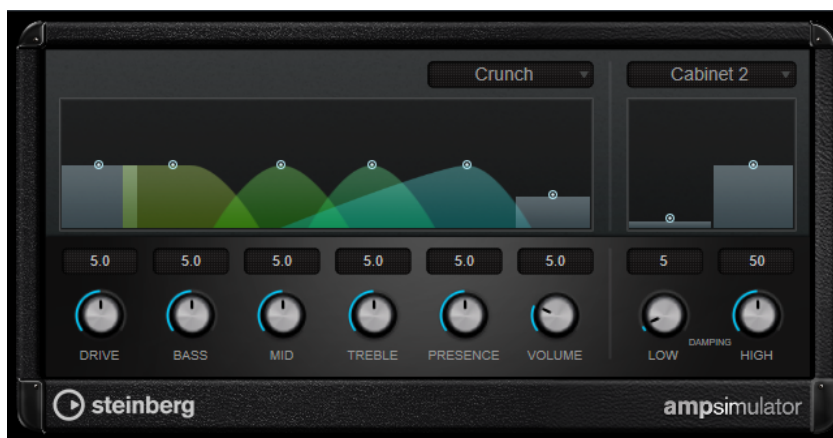 Crunch
Cabinet 2
5.0 5.0 5.0 5.0 5.0 5.0 5 50
DRIVE BASS MID TREBLE PRESENCE VOLUME LOW DAMPING HIGH
steinberg
ampsimulator